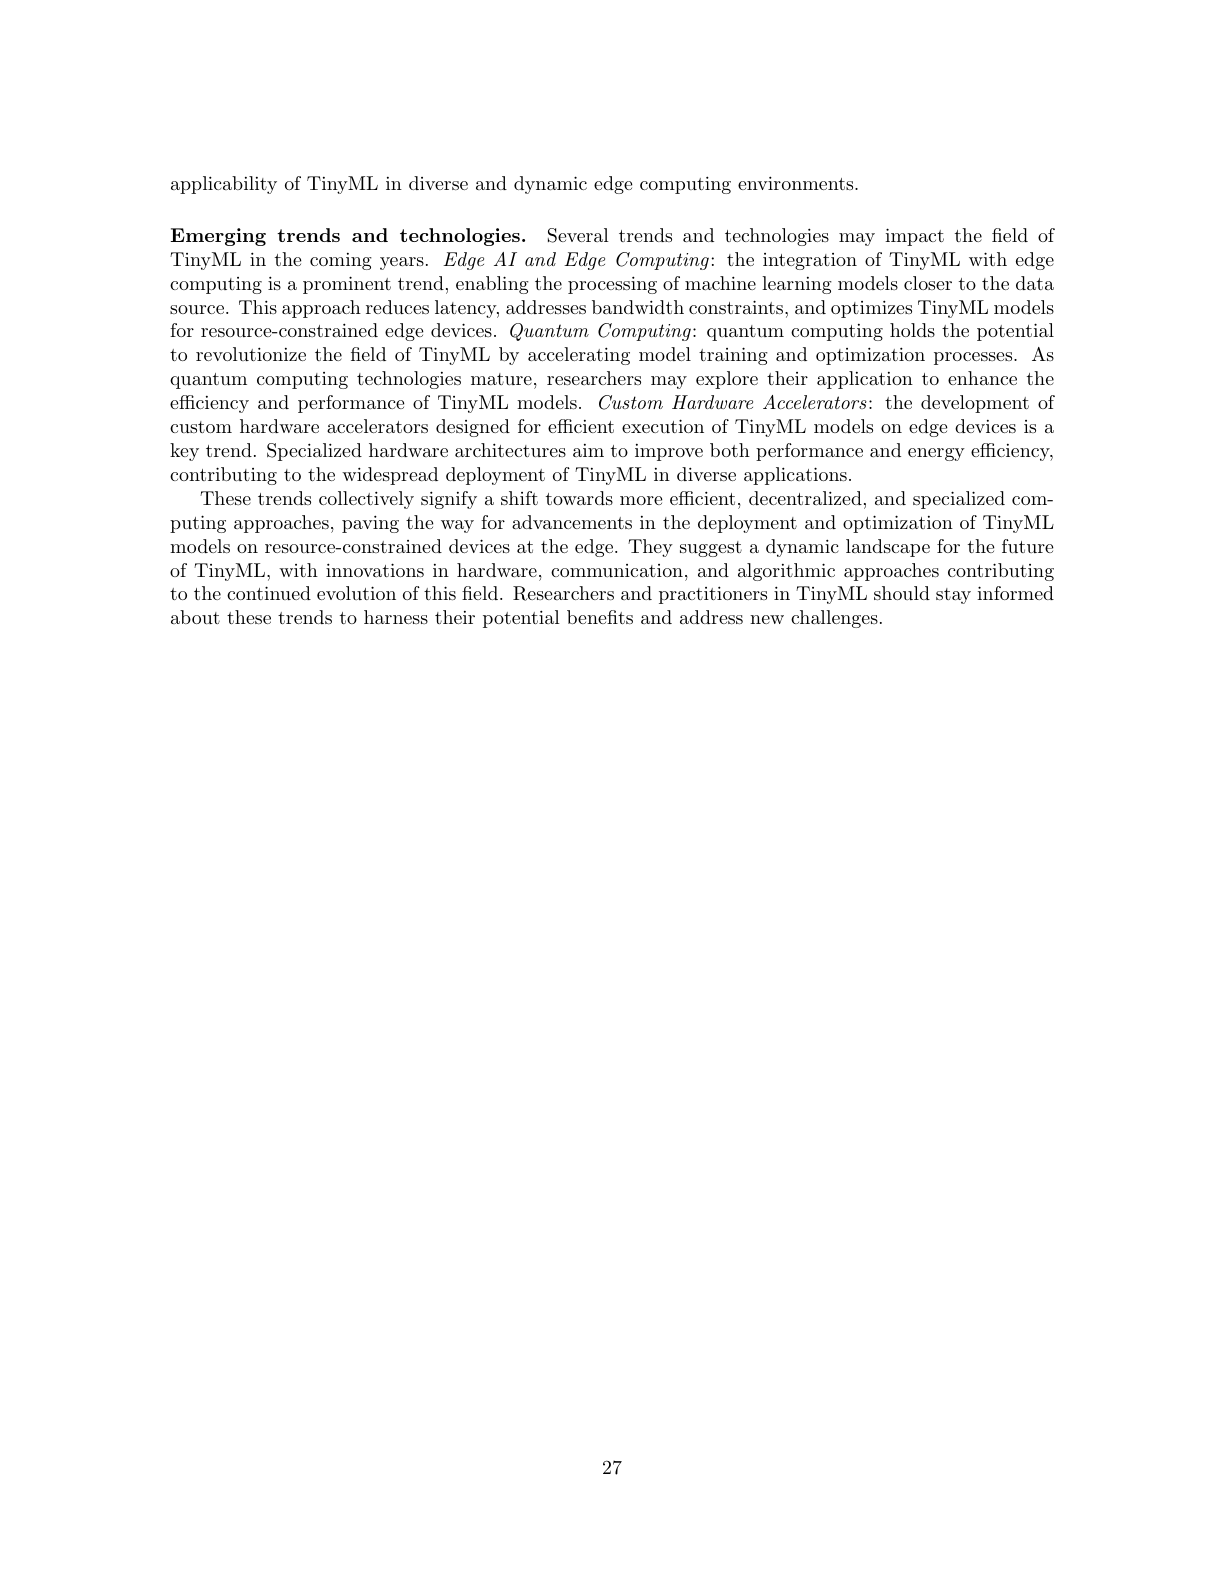 applicability of TinyML in diverse and dynamic edge computing environments.
Emerging trends and technologies. Several trends and technologies may impact the field of
TinyML in the coming years. Edge AI and Edge Computing: the integration of TinyML with edge
computing is a prominent trend, enabling the processing of machine learning models closer to the data
source. This approach reduces latency, addresses bandwidth constraints, and optimizes TinyML models
for resource-constrained edge devices. Quantum Computing: quantum computing holds the potential
to revolutionize the field of TinyML by accelerating model training and optimization processes. As
quantum computing technologies mature, researchers may explore their application to enhance the
efficiency and performance of TinyML models. Custom Hardware Accelerators: the development of
custom hardware accelerators designed for efficient execution of TinyML models on edge devices is a
key trend. Specialized hardware architectures aim to improve both performance and energy efficiency,
contributing to the widespread deployment of TinyML in diverse applications.
These trends collectively signify a shift towards more efficient, decentralized, and specialized com-
puting approaches, paving the way for advancements in the deployment and optimization of TinyML
models on resource-constrained devices at the edge. They suggest a dynamic landscape for the future
of TinyML, with innovations in hardware, communication, and algorithmic approaches contributing
to the continued evolution of this field. Researchers and practitioners in TinyML should stay informed
about these trends to harness their potential benefits and address new challenges.
27